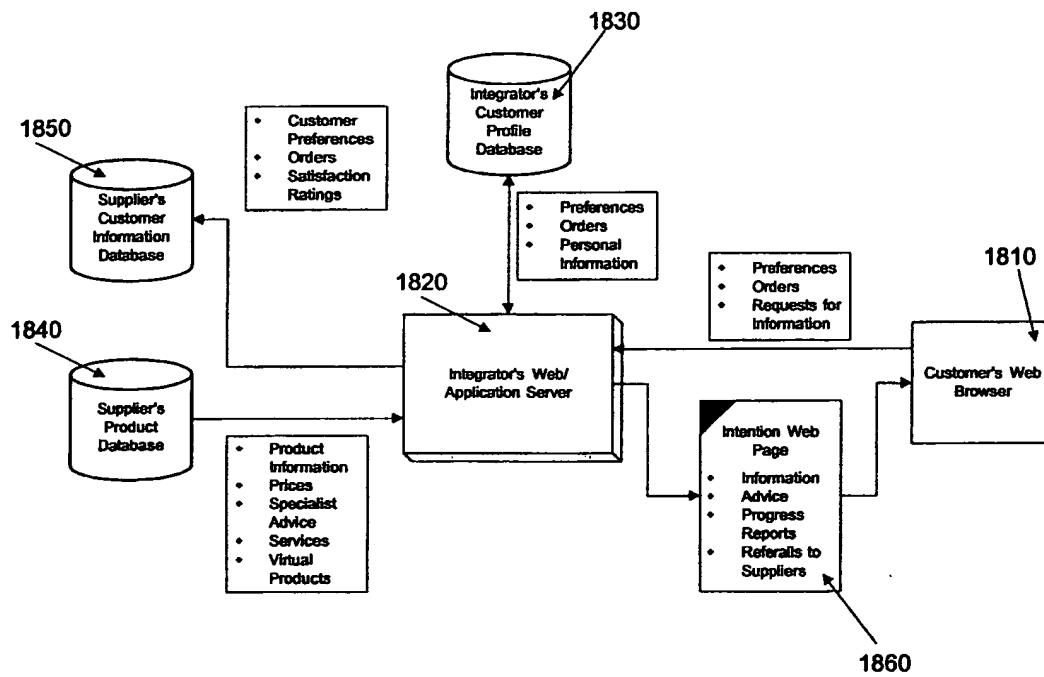 1830
Integrator's
Customer
Profile
Database
1850
• Customer
Preferences
• Orders
• Satisfaction
Ratings
Supplier's
Customer
Information
Database
• Preferences
• Orders
• Personal
Information
1810
• Preferences
• Orders
• Requests for
Information
1820
1840
Integrator's Web/
Application Server
Customer's Web
Browser
Supplier's
Product
Database
• Product
Information
• Prices
• Specialist
Advice
• Services
• Virtual
Products
Intention Web
Page
• Information
• Advice
• Progress
Reports
• Referalls to
Suppliers
1860